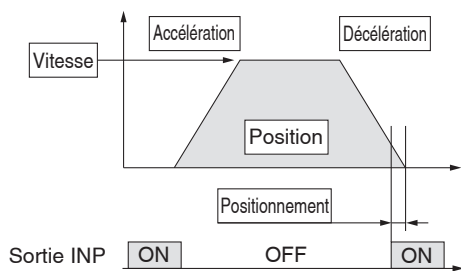 Accélération
Décélération
Vitesse
Position
Positionnement
Sortie INP ON OFF ON